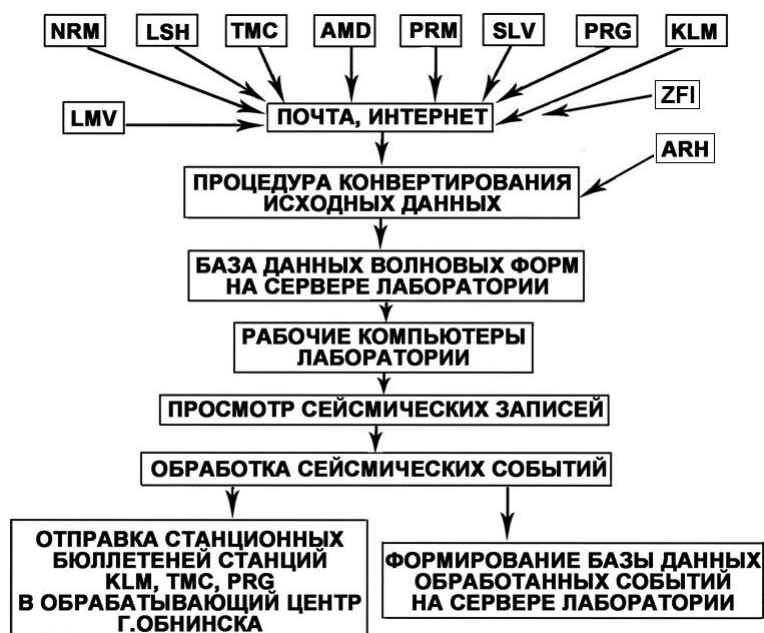 NRM LSH TMC AMD PRM SLV PRG KLM
ZFI
LMV
ПОЧТА, ИНТЕРНЕТ
ARH
ПРОЦЕДУРА КОНВЕРТИРОВАНИЯ
ИСХОДНЫХ ДАННЫХ
БАЗА ДАННЫХ ВОЛНОВЫХ ФОРМ
НА СЕРВЕРЕ ЛАБОРАТОРИИ
РАБОЧИЕ КОМПЬЮТЕРЫ
ЛАБОРАТОРИИ
ПРОСМОТР СЕЙСМИЧЕСКИХ ЗАПИСЕЙ
ОБРАБОТКА СЕЙСМИЧЕСКИХ СОБЫТИЙ
ОТПРАВКА СТАНЦИОННЫХ
БЮЛЛЕТЕНЕЙ СТАНЦИЙ
KLM, TMC, PRG
В ОБРАБАТЫВАЮЩИЙ ЦЕНТР
Г.ОБНИНСКА
ФОРМИРОВАНИЕ БАЗЫ ДАННЫХ
ОБРАБОТАННЫХ СОБЫТИЙ
НА СЕРВЕРЕ ЛАБОРАТОРИИ